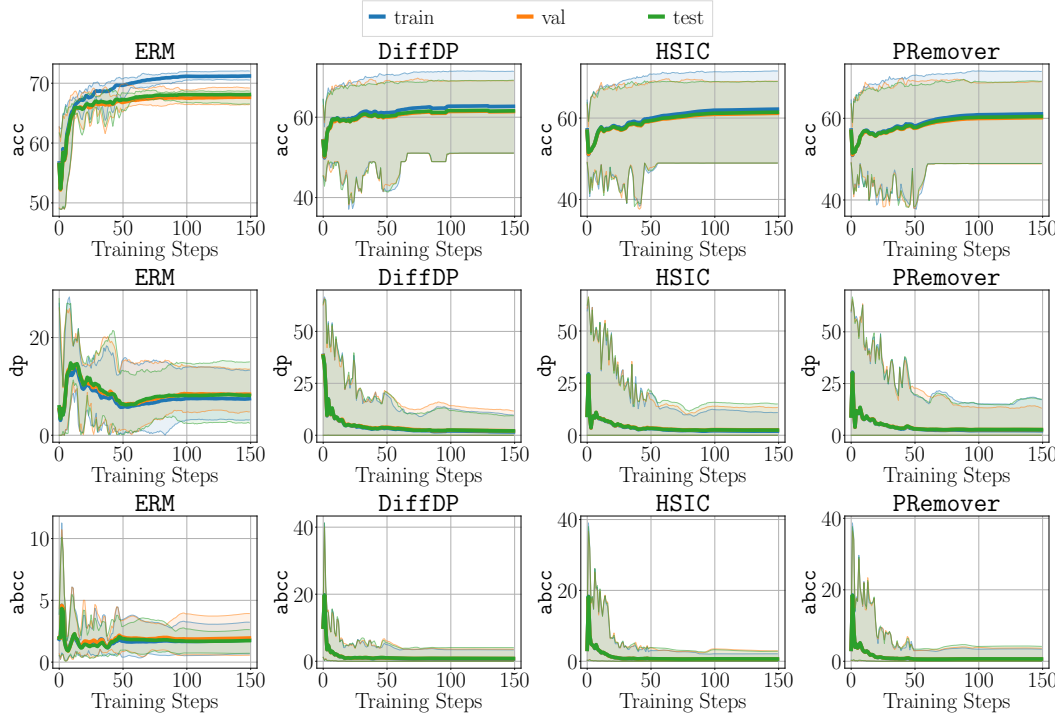 train val test
ERM DiffDP HSIC PRemover
acc 70 60 50 0 50 100 150 Training Steps
acc 60 40 0 50 100 150 Training Steps
acc 60 40 0 50 100 150 Training Steps
acc 60 40 0 50 100 150 Training Steps
ERM DiffDP HSIC PRemover
dp 20 0 0 50 100 150 Training Steps
dp 50 25 0 0 50 100 150 Training Steps
dp 50 25 0 0 50 100 150 Training Steps
dp 50 25 0 0 50 100 150 Training Steps
ERM DiffDP HSIC PRemover
abcc 10 5 0 0 50 100 150 Training Steps
abcc 40 20 0 0 50 100 150 Training Steps
abcc 40 20 0 0 50 100 150 Training Steps
abcc 40 20 0 0 50 100 150 Training Steps